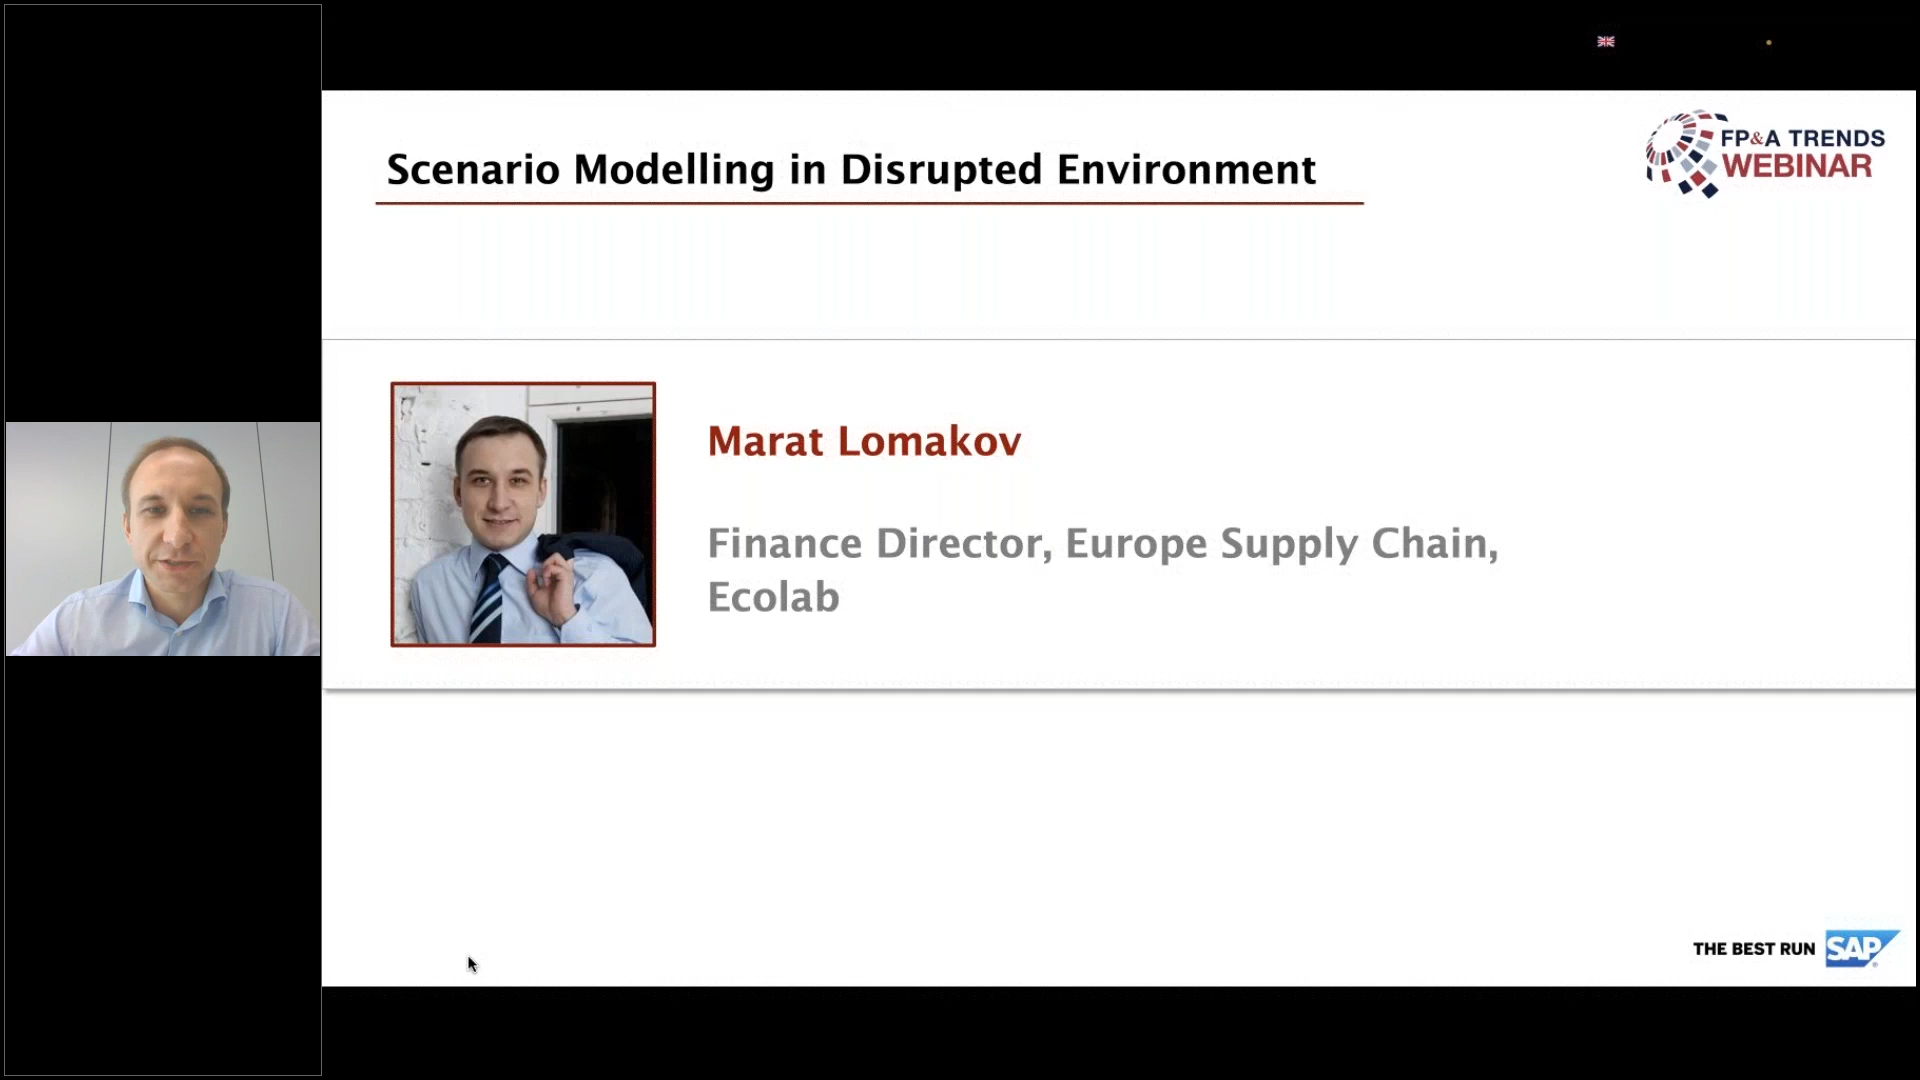 Scenario Modelling in Disrupted Environment
FP&A TRENDS
WEBINAR
Marat Lomakov
Finance Director, Europe Supply Chain,
Ecolab
THE BEST RUN SAP